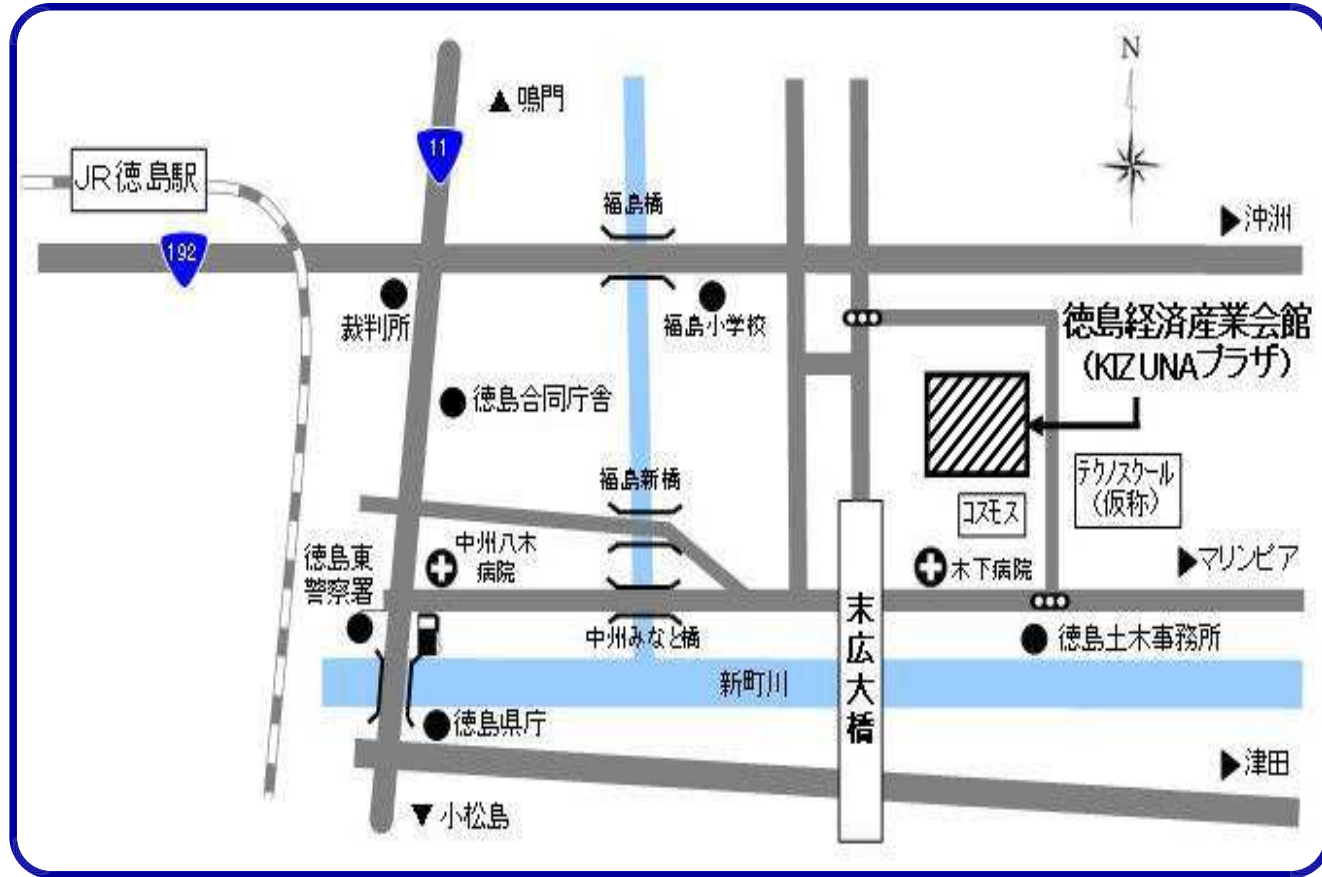 N
▲ 鳴門
11
JR徳島駅
福島橋
▶沖洲
192
裁判所
福島小学校
徳島経済産業会館
(KIZUNAプラザ)
徳島合同庁舎
福島新橋
テクノスクール
(仮称)
コスモス
中州八木
病院
徳島東
警察署
木下病院
▶マリンピア
末広大橋
中州みなと橋
徳島土木事務所
新町川
徳島県庁
▶津田
▼ 小松島